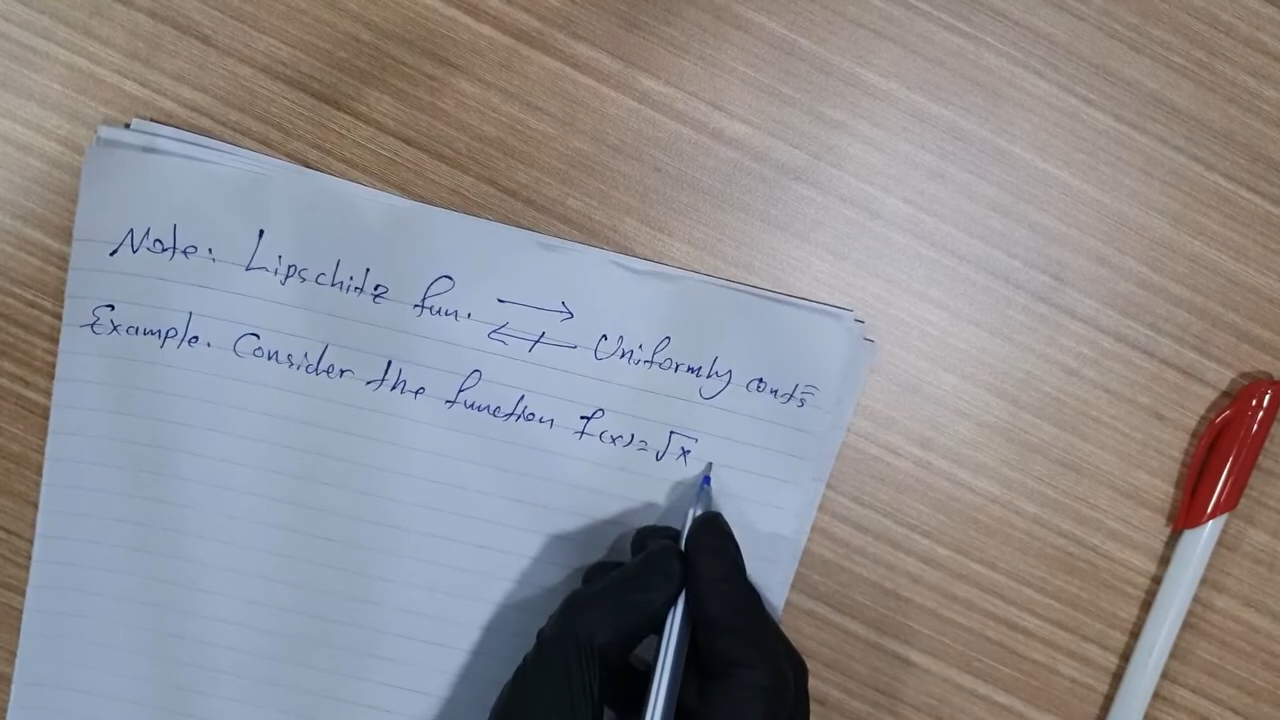 Note: Lipschitz fun. → ↚ Uniformly conts
Example. Consider the function f(x)=√x